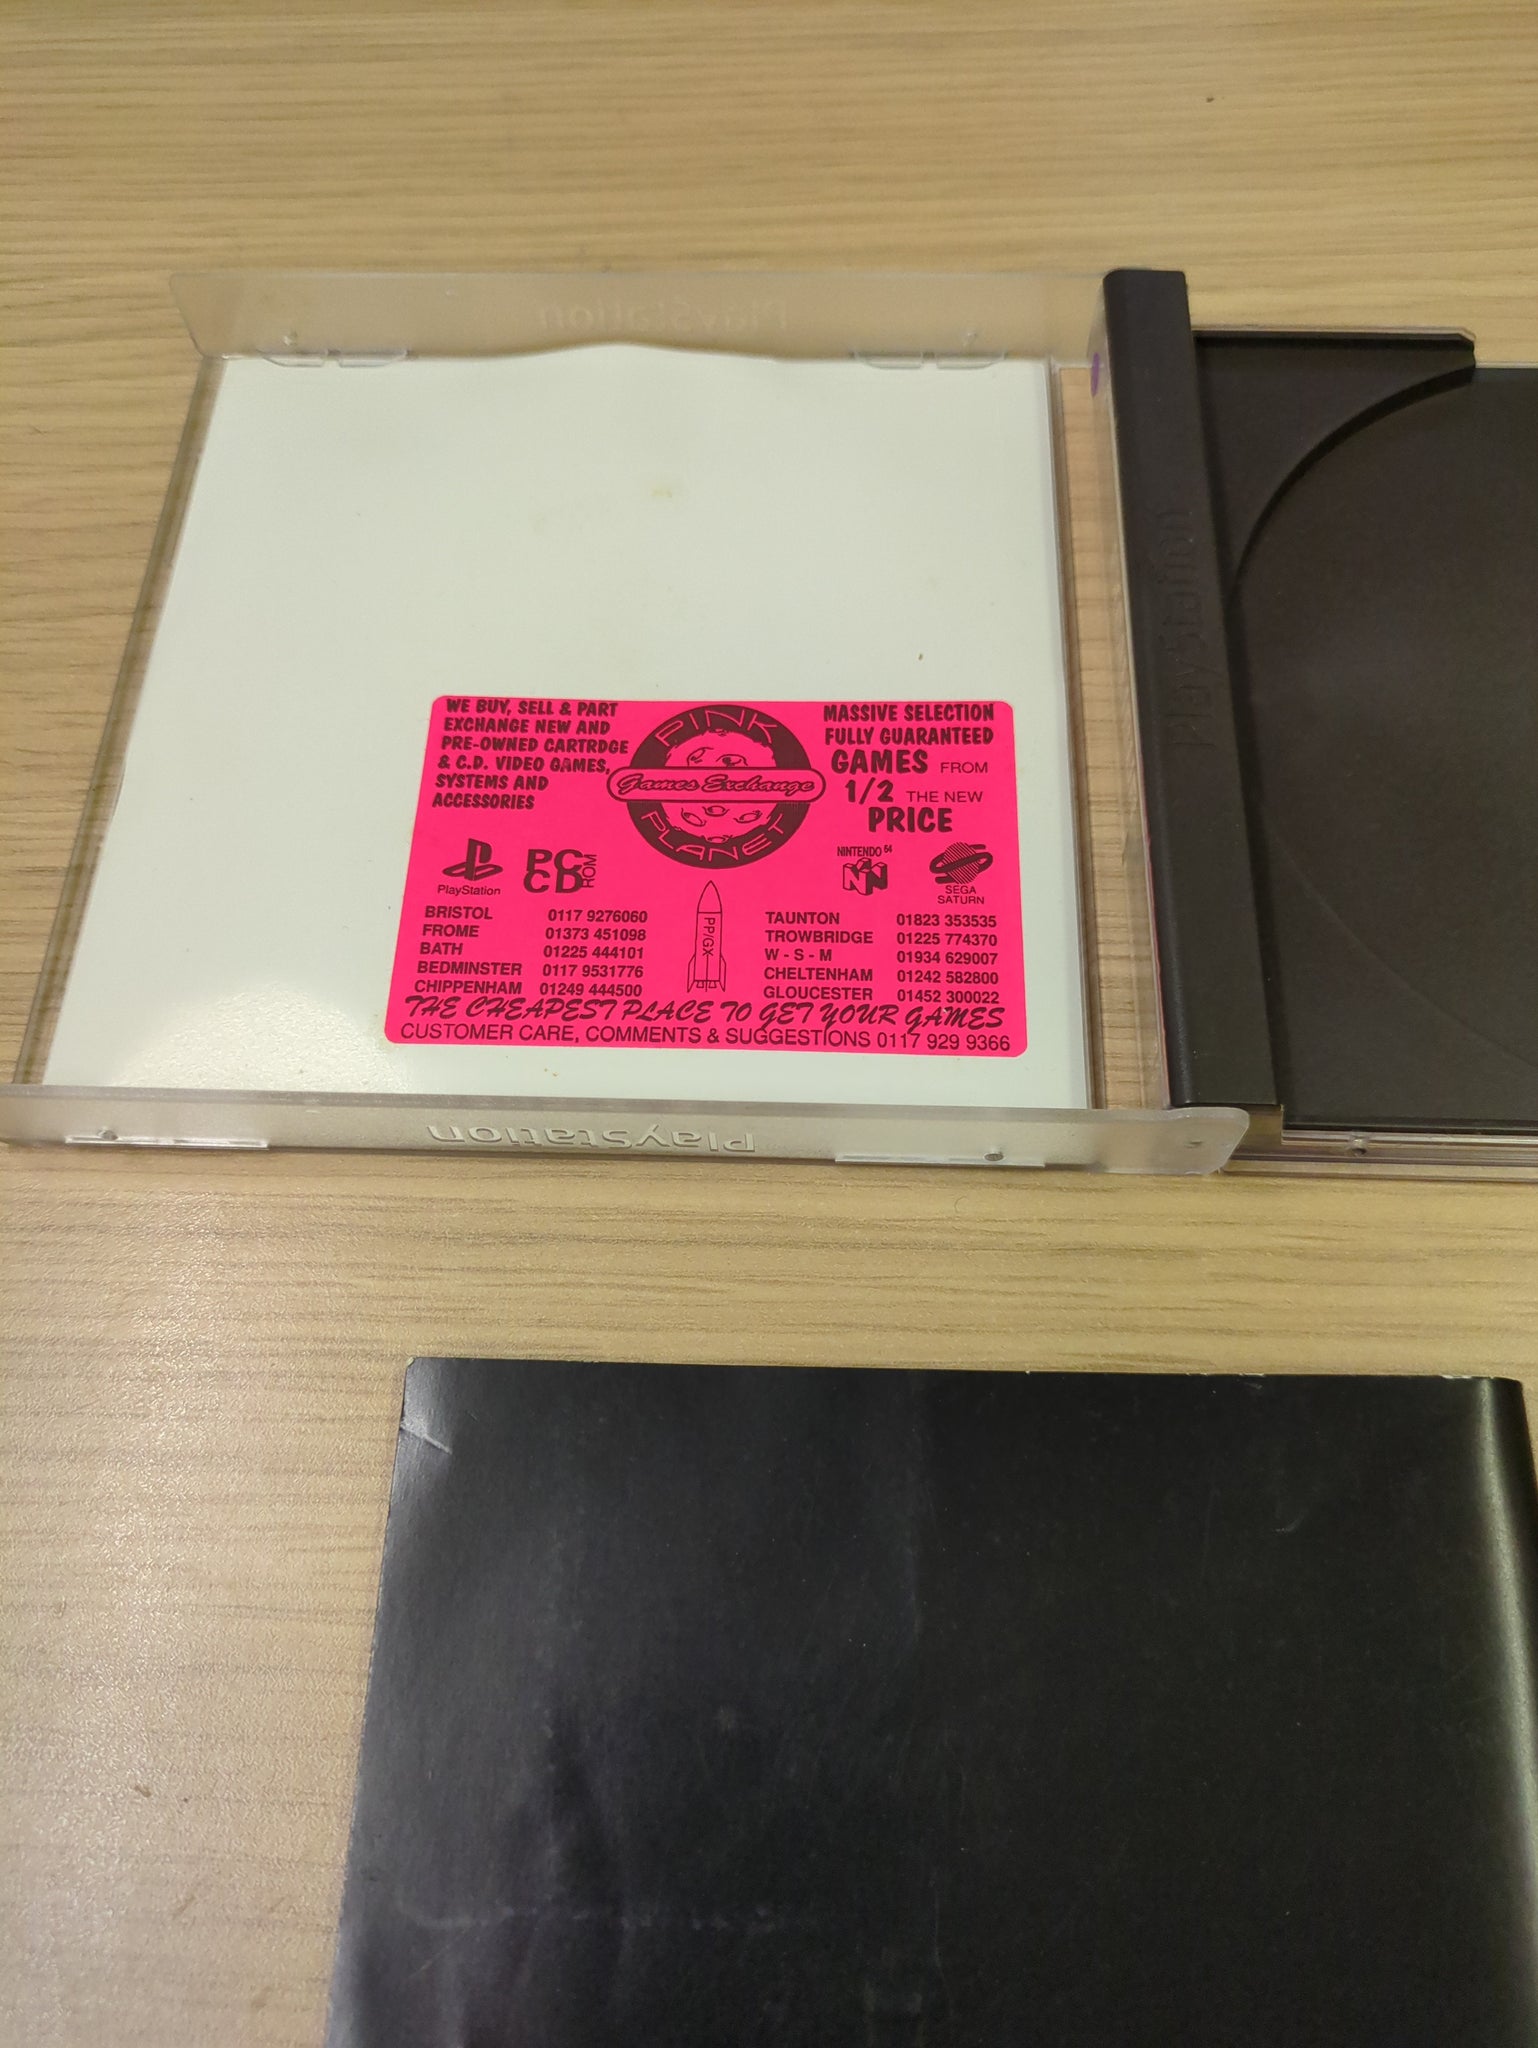 PlayStation
WE BUY, SELL & PART
EXCHANGE NEW AND
PRE-OWNED CARTRDGE
& C.D. VIDEO GAMES,
SYSTEMS AND
ACCESSORIES
PINK
Games Exchange
PLANET
MASSIVE SELECTION
FULLY GUARANTEED
GAMES FROM
1/2 THE NEW
PRICE
PlayStation
PC
CD ROM
NINTENDO 64
SEGA
SATURN
BRISTOL 0117 9276060
FROME 01373 451098
BATH 01225 444101
BEDMINSTER 0117 9531776
CHIPPENHAM 01249 444500
PP/GX
TAUNTON 01823 353535
TROWBRIDGE 01225 774370
W - S - M 01934 629007
CHELTENHAM 01242 582800
GLOUCESTER 01452 300022
THE CHEAPEST PLACE TO GET YOUR GAMES
CUSTOMER CARE, COMMENTS & SUGGESTIONS 0117 929 9366
PlayStation
PlayStation